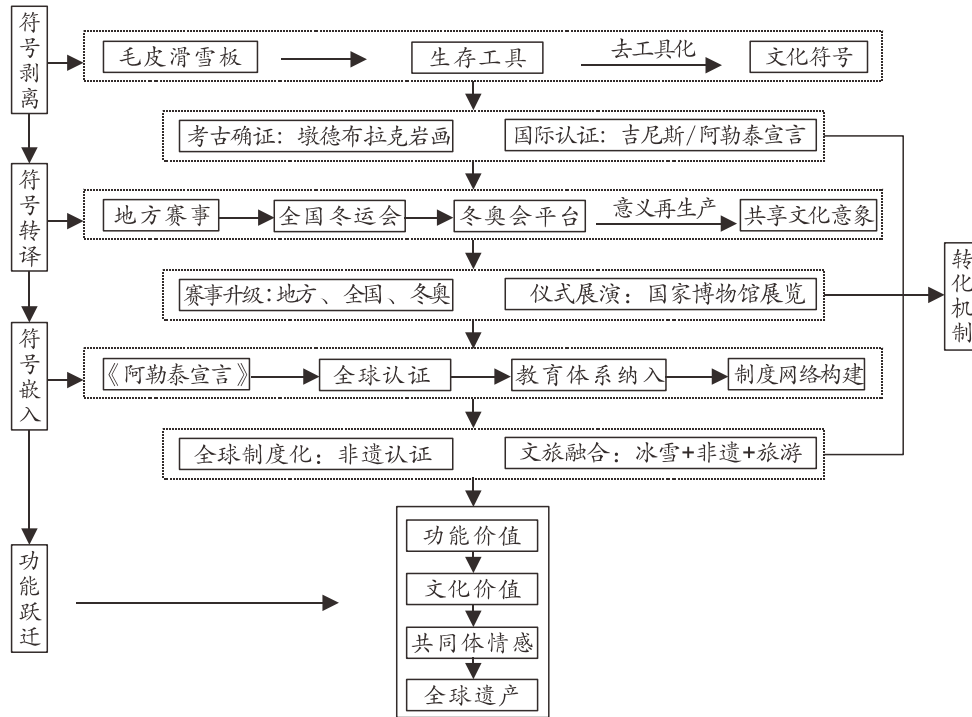 符号剥离
毛皮滑雪板
生存工具
去工具化
文化符号
考古确证：墩德布拉克岩画
国际认证：吉尼斯/阿勒泰宣言
符号转译
地方赛事
全国冬运会
冬奥会平台
意义再生产
共享文化意象
赛事升级:地方、全国、冬奥
仪式展演：国家博物馆展览
转化机制
符号嵌入
《阿勒泰宣言》
全球认证
教育体系纳入
制度网络构建
全球制度化：非遗认证
文旅融合：冰雪+非遗+旅游
功能跃迁
功能价值
文化价值
共同体情感
全球遗产